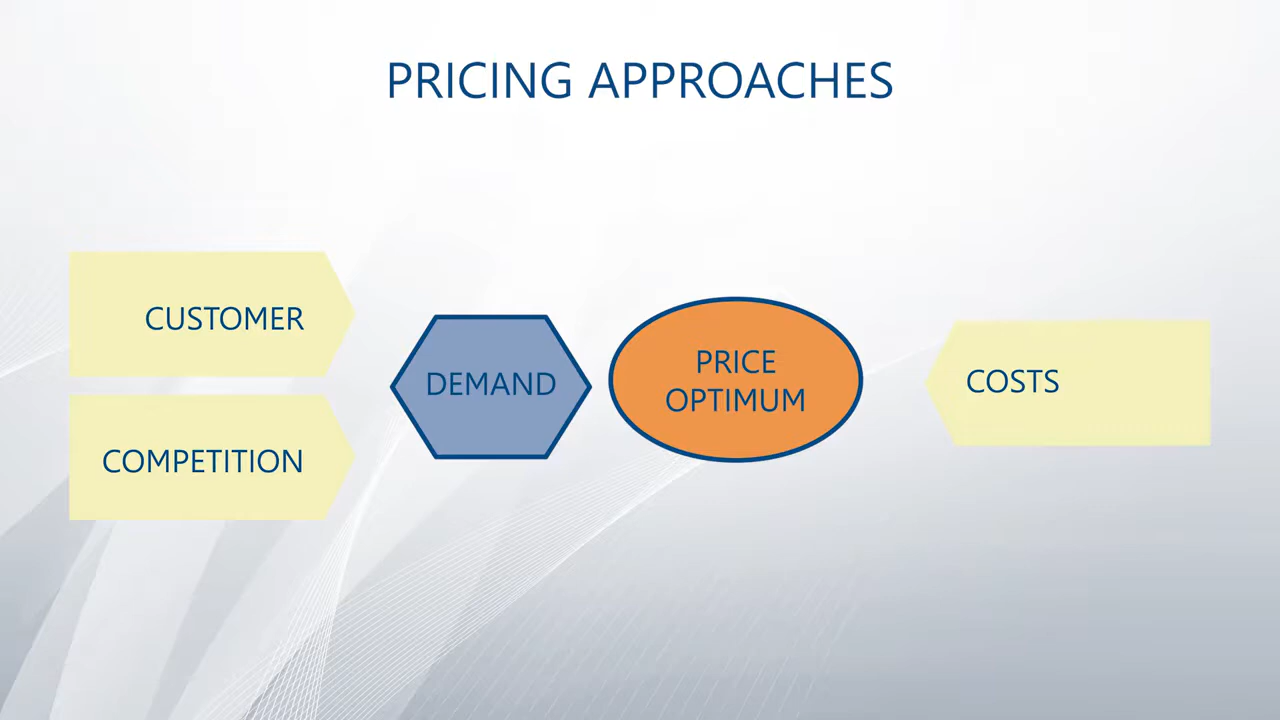 PRICING APPROACHES
CUSTOMER
COMPETITION
DEMAND
PRICE
OPTIMUM
COSTS